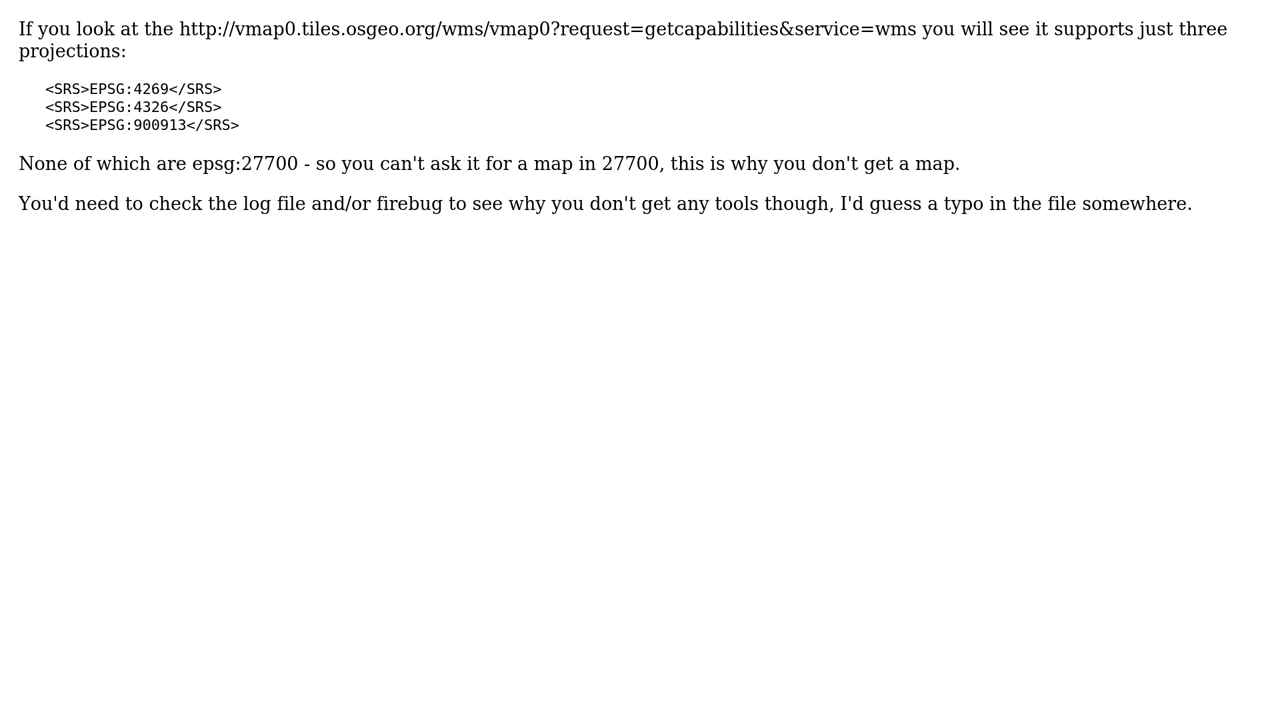 If you look at the http://vmap0.tiles.osgeo.org/wms/vmap0?request=getcapabilities&service=wms you will see it supports just three
projections:
<SRS>EPSG:4269</SRS>
<SRS>EPSG:4326</SRS>
<SRS>EPSG:900913</SRS>
None of which are epsg:27700 - so you can't ask it for a map in 27700, this is why you don't get a map.
You'd need to check the log file and/or firebug to see why you don't get any tools though, I'd guess a typo in the file somewhere.